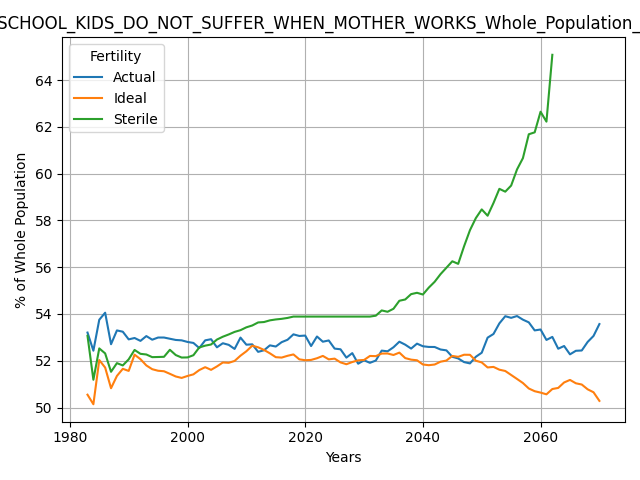 SCHOOL_KIDS_DO_NOT_SUFFER_WHEN_MOTHER_WORKS_Whole_Population_
Fertility
Actual
Ideal
Sterile
% of Whole Population
64
62
60
58
56
54
52
50
1980
2000
2020
2040
2060
Years